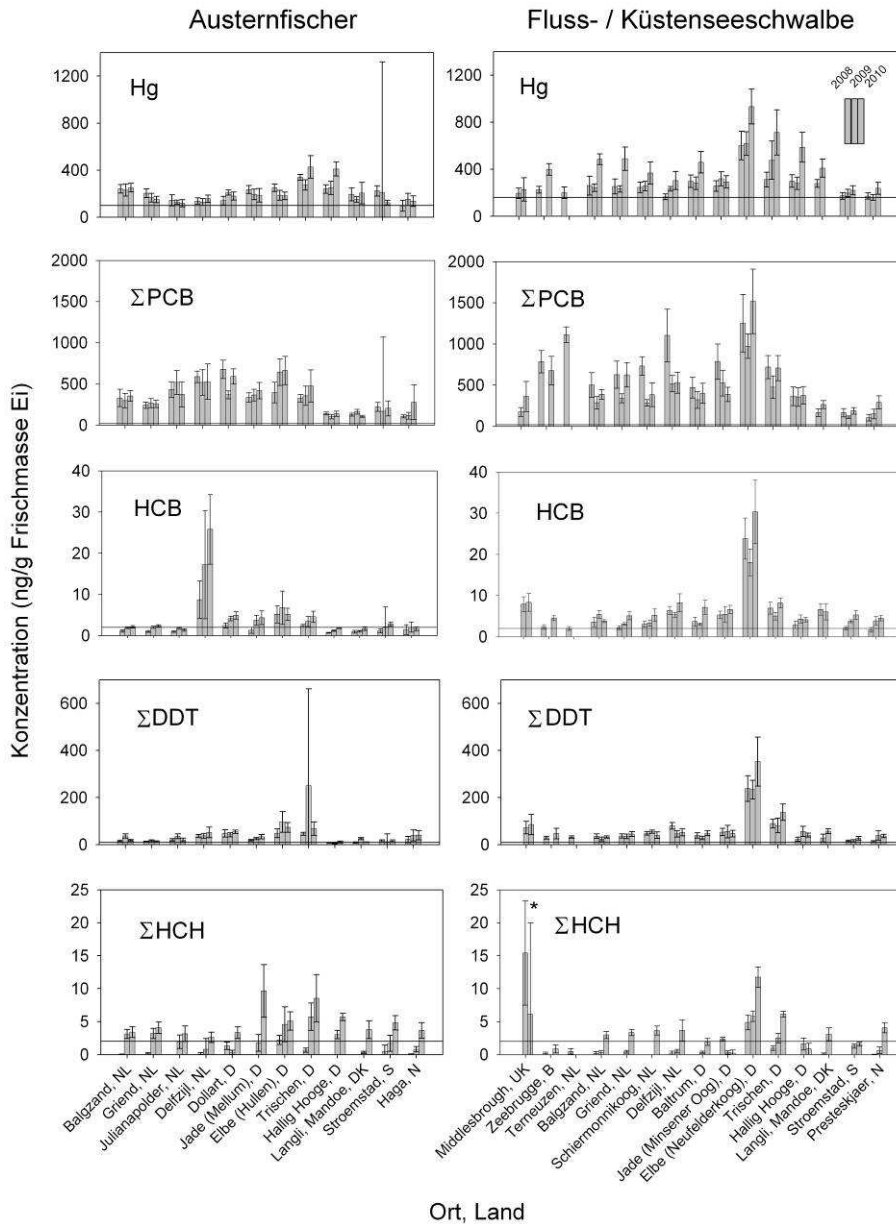 Austernfischer
Fluss- / Küstenseeschwalbe
Konzentration (ng/g Frischmasse Ei)
Hg
1200
800
400
0
Hg
2008
2009
2010
1200
800
400
0
ΣPCB
2000
1500
1000
500
0
ΣPCB
2000
1500
1000
500
0
HCB
40
30
20
10
0
HCB
40
30
20
10
0
ΣDDT
600
400
200
0
ΣDDT
600
400
200
0
ΣHCH
25
20
15
10
5
0
*
ΣHCH
25
20
15
10
5
0
Balgzand, NL
Griend, NL
Julianapolder, NL
Delfzijl, NL
Dollart, D
Jade (Mellum), D
Elbe (Hullen), D
Trischen, D
Hallig Hooge, D
Langli, Mandoe, DK
Stroemstad, S
Haga, N
Middlesbrough, UK
Zeebrugge, B
Terneuzen, NL
Balgzand, NL
Griend, NL
Schiermonnikoog, NL
Delfzijl, NL
Baltrum, D
Jade (Minsener Oog), D
Elbe (Neufelderkoog), D
Trischen, D
Hallig Hooge, D
Langli, Mandoe, DK
Stroemstad, S
Presteskjaer, N
Ort, Land